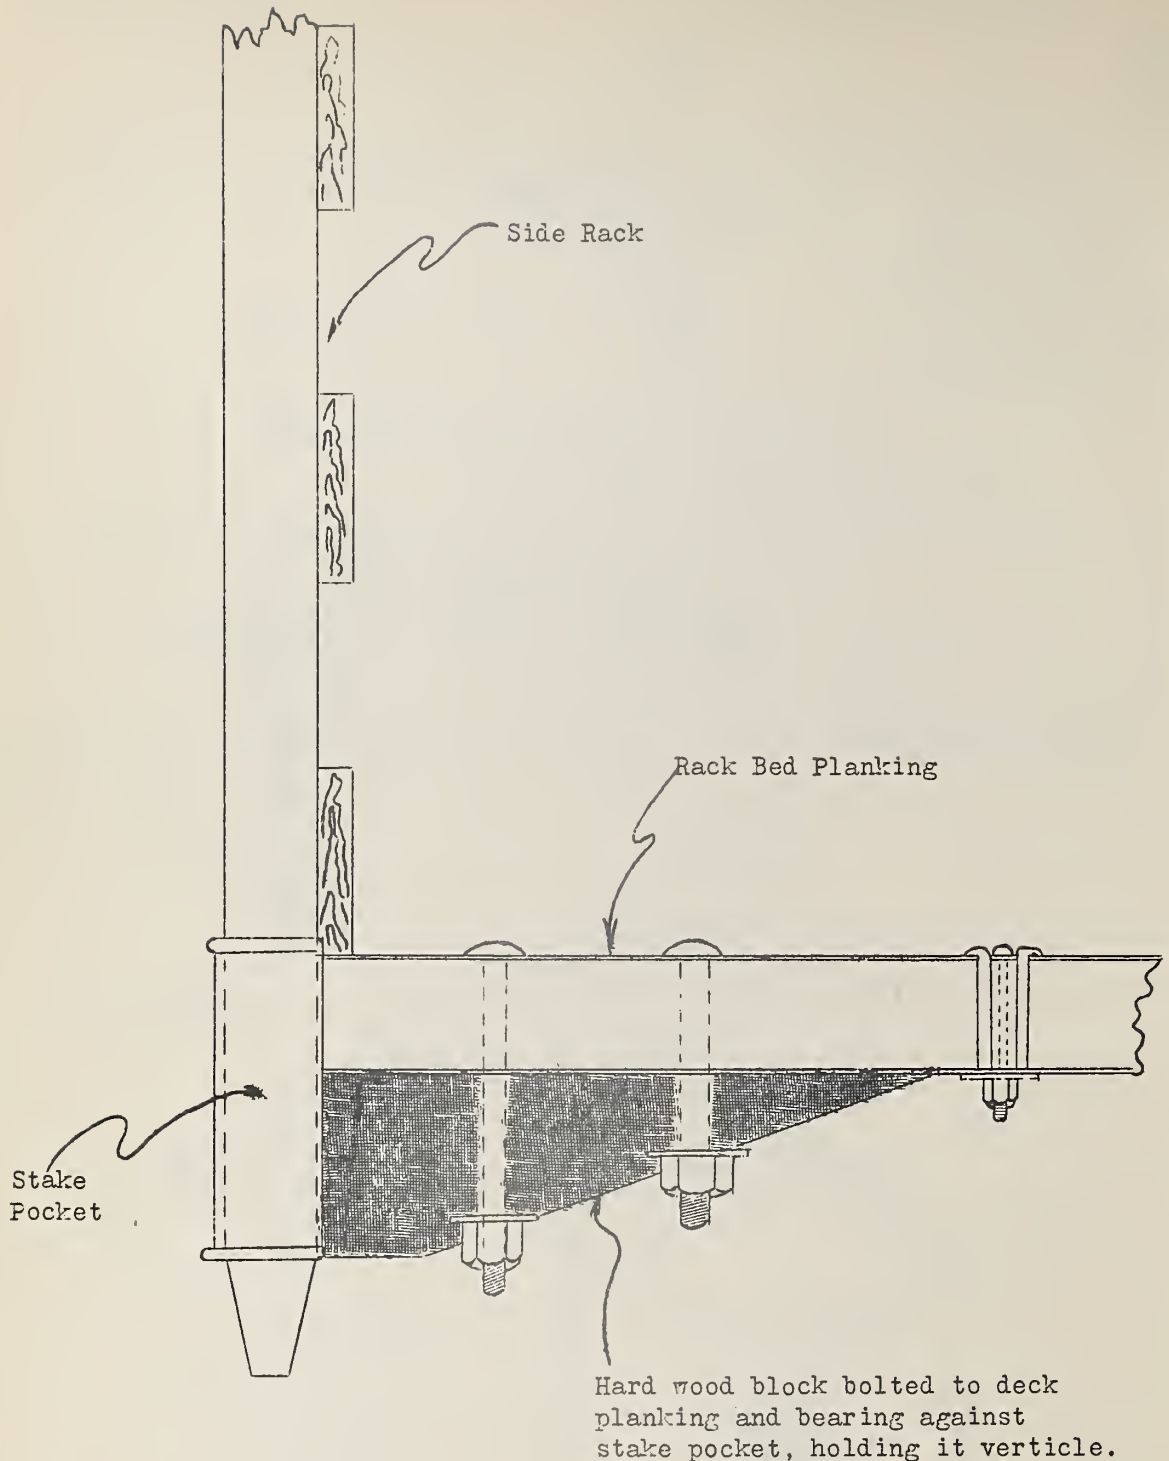 Side Rack
Rack Bed Planking
Stake
Pocket
Hard wood block bolted to deck
planking and bearing against
stake pocket, holding it verticle.